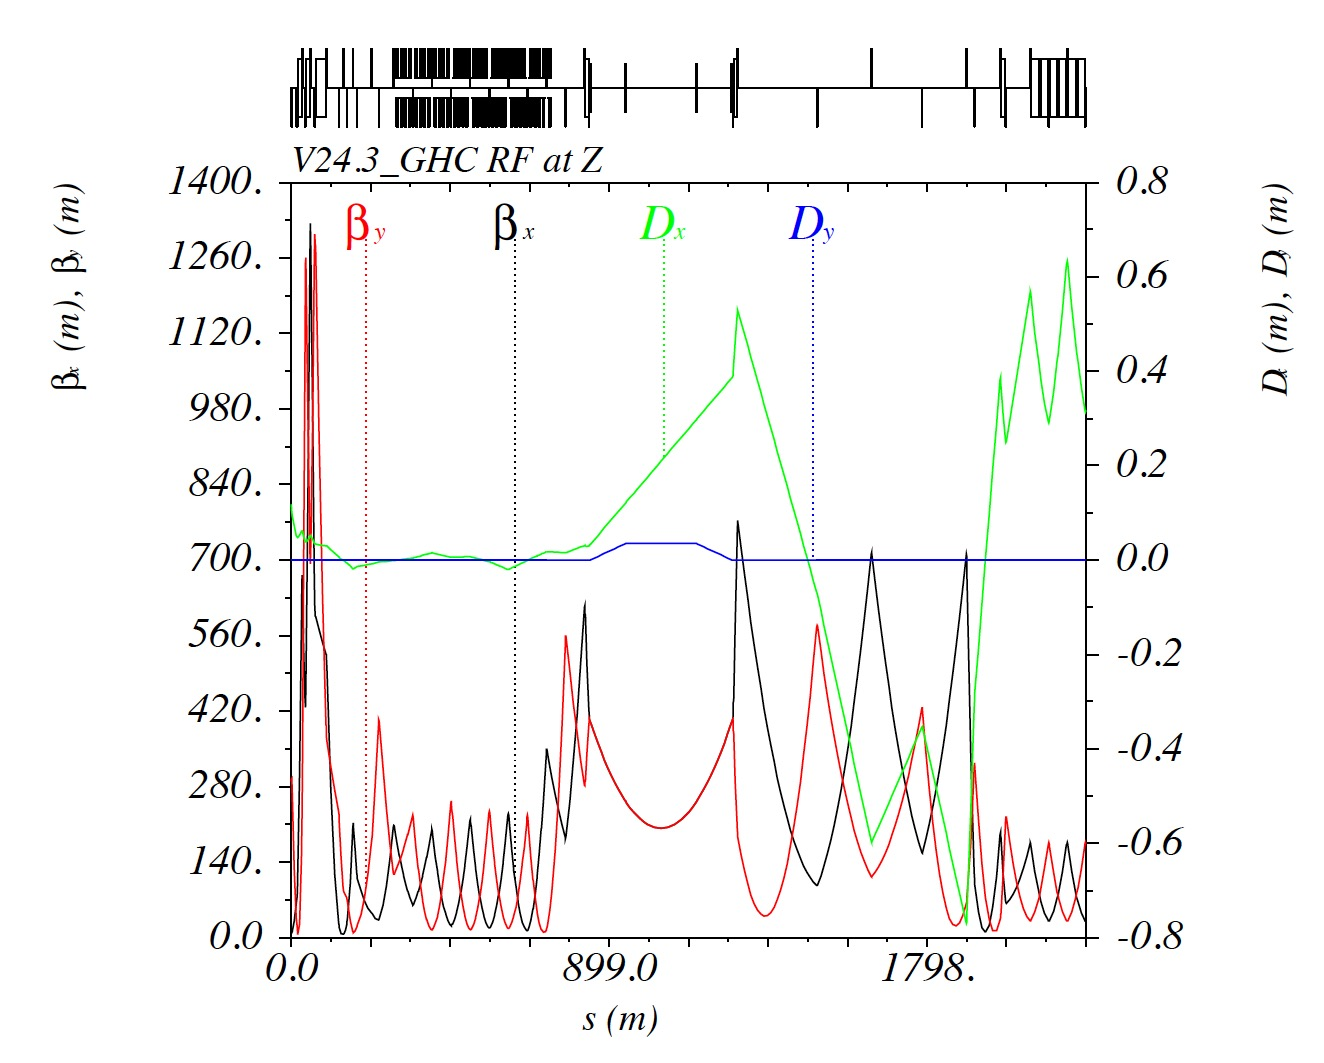 V24.3_GHC RF at Z
βx (m), βy (m)
1400.
1260.
1120.
980.
840.
700.
560.
420.
280.
140.
0.0
βy
βx
Dx
Dy
0.8
0.6
0.4
0.2
0.0
-0.2
-0.4
-0.6
-0.8
Dx (m), Dy (m)
0.0
899.0
1798.
s (m)